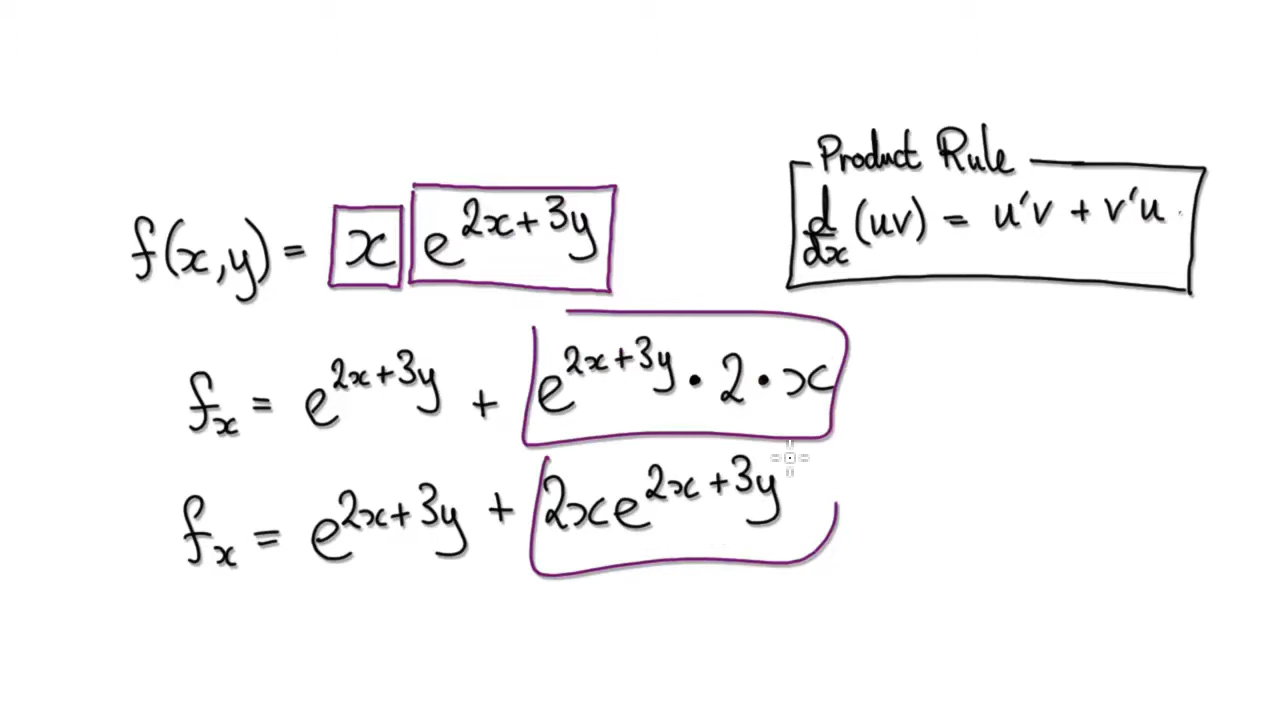 Product Rule
d/dx (uv) = u'v + v'u
f(x,y) = x e^{2x+3y}
f_x = e^{2x+3y} + e^{2x+3y} · 2 · x
f_x = e^{2x+3y} + 2xe^{2x+3y}